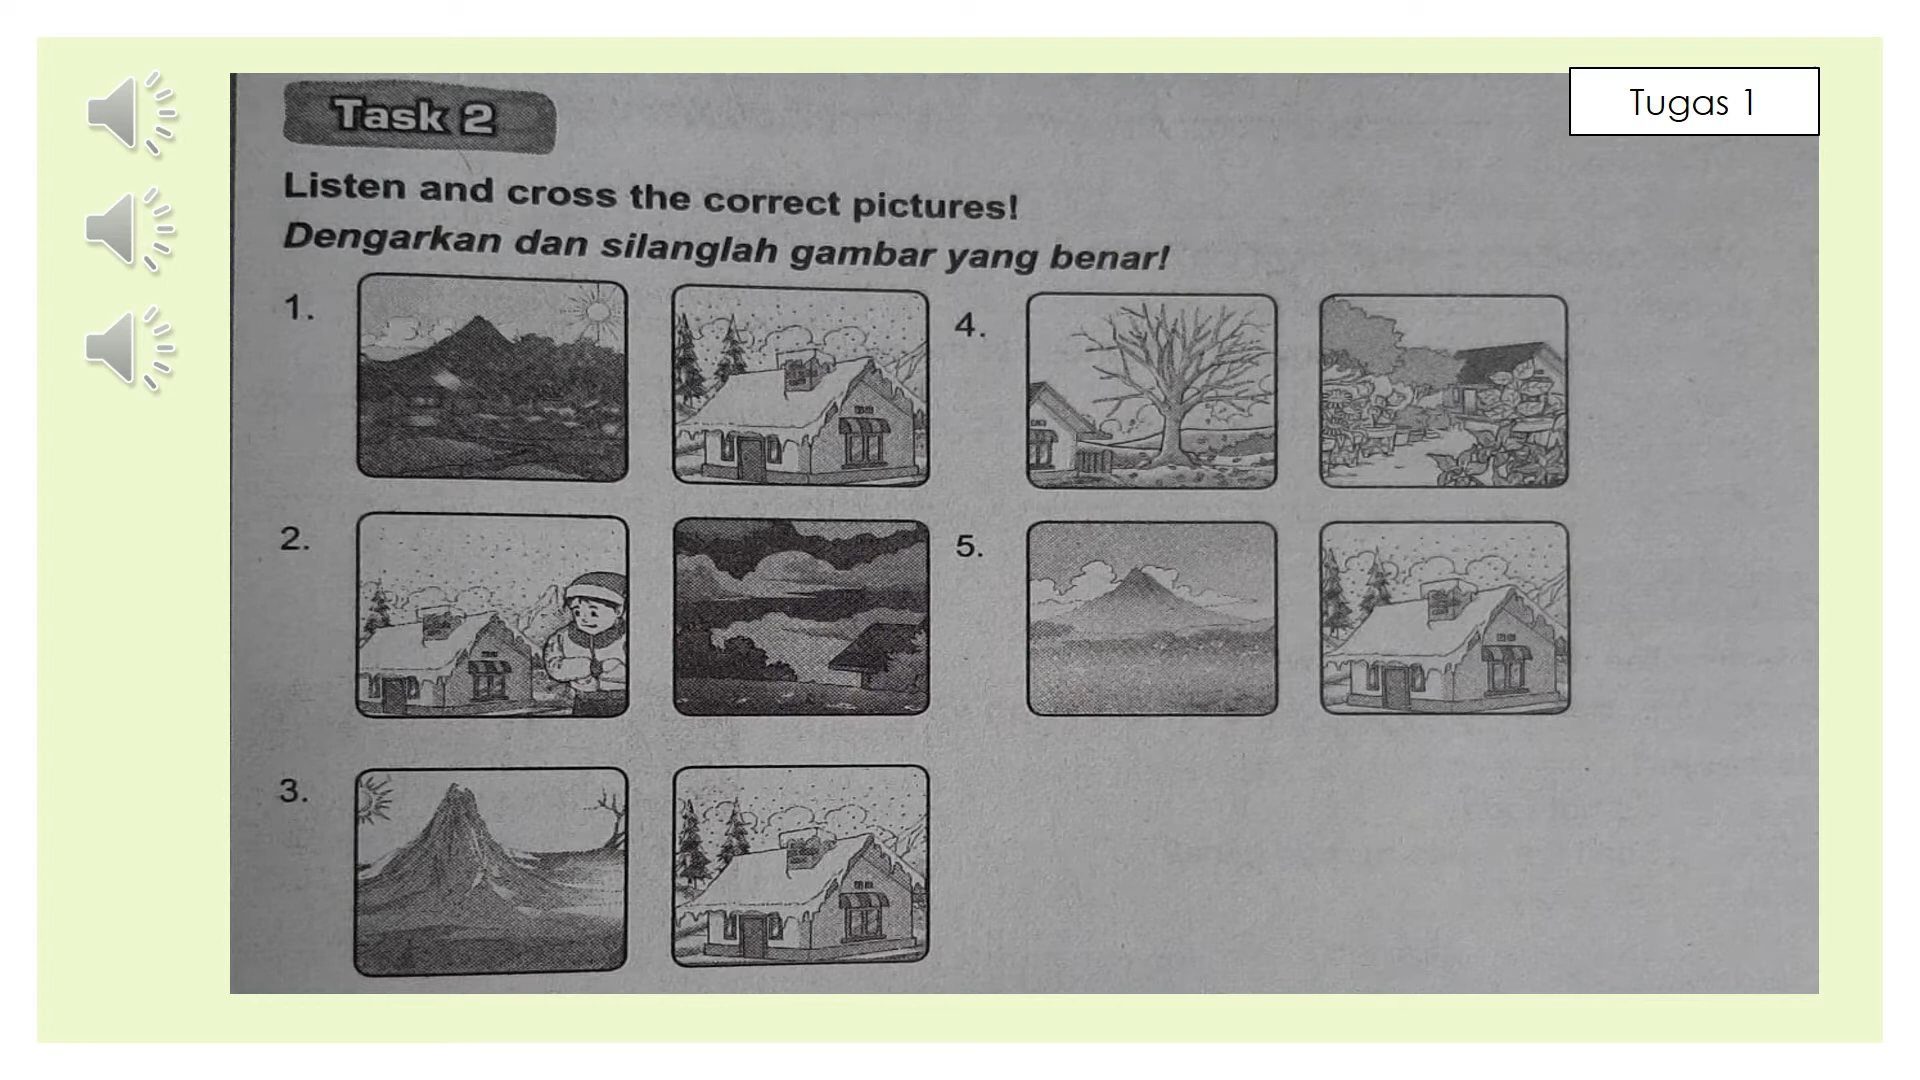 Tugas 1
Task 2
Listen and cross the correct pictures!
Dengarkan dan silanglah gambar yang benar!
1.
2.
3.
4.
5.